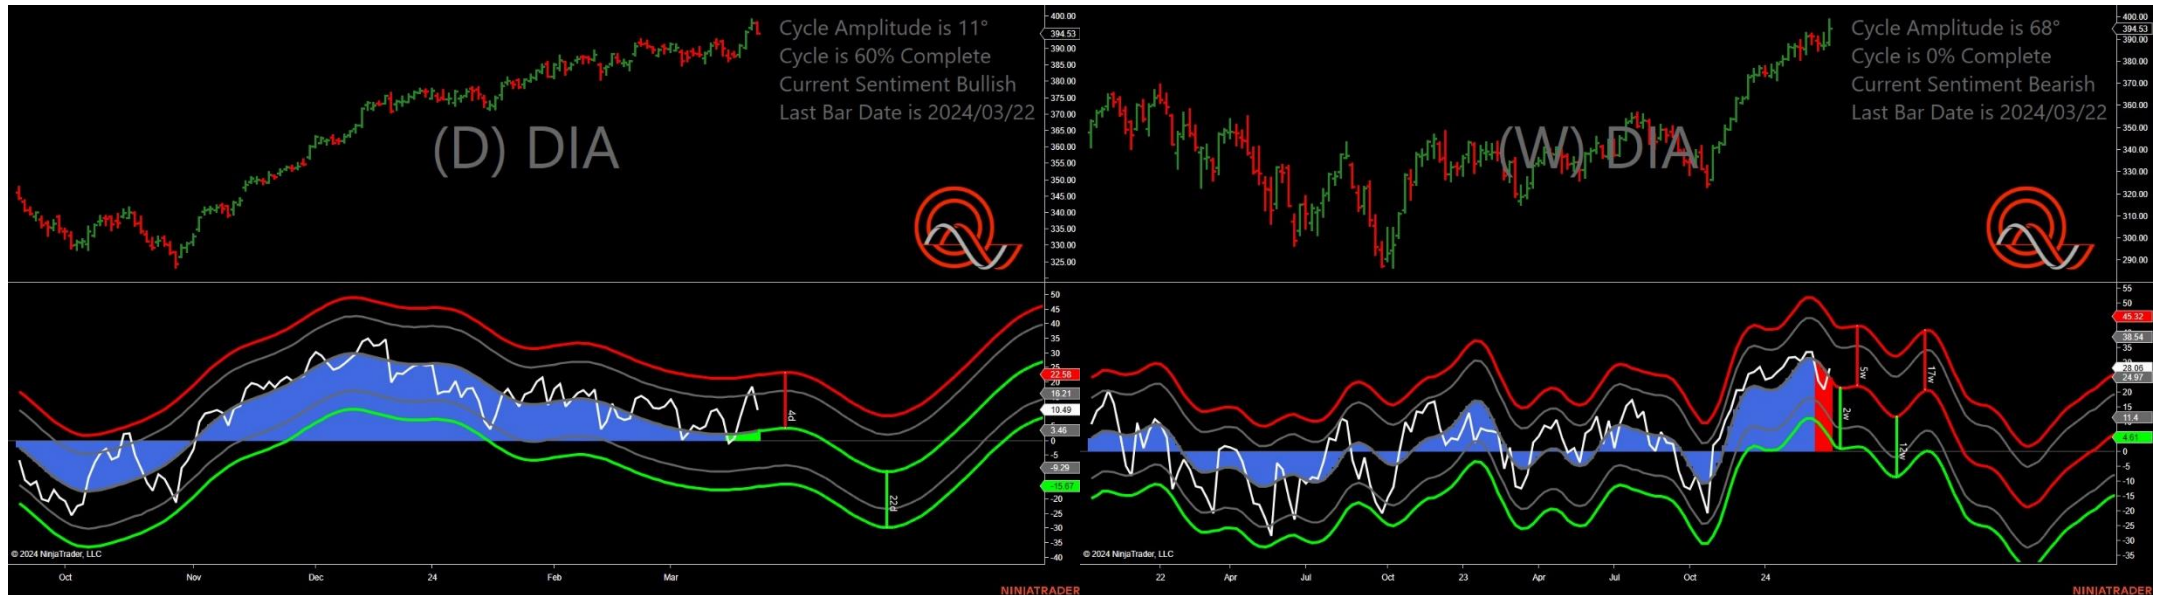 Cycle Amplitude is 11°
Cycle is 60% Complete
Current Sentiment Bullish
Last Bar Date is 2024/03/22
(D) DIA
400.00
394.53
390.00
385.00
380.00
375.00
370.00
365.00
360.00
355.00
350.00
345.00
340.00
335.00
330.00
325.00
50
45
40
35
30
25
22.58
20
16.21
10.49
3.46
0
-5
-9.29
-15.67
-20
-25
-30
-35
-40
4d
22d
© 2024 NinjaTrader, LLC
Oct
Nov
Dec
24
Feb
Mar
NINJATRADER
Cycle Amplitude is 68°
Cycle is 0% Complete
Current Sentiment Bearish
Last Bar Date is 2024/03/22
(W) DIA
400.00
394.53
390.00
380.00
370.00
360.00
350.00
340.00
330.00
320.00
310.00
300.00
290.00
55
50
45.32
38.54
35
28.06
24.97
20
15
11.4
4.61
0
-5
-10
-15
-20
-25
-30
-35
5w
17w
2w
12w
© 2024 NinjaTrader, LLC
22
Apr
Jul
Oct
23
Apr
Jul
Oct
24
NINJATRADER